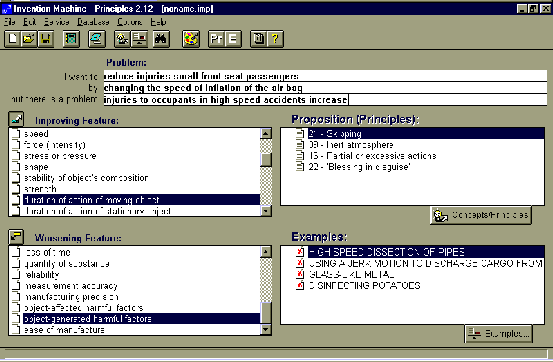 Invention Machine - Principles 2.12 [noname.imp]
File Edit Service Database Options Help
Pr E ?
Problem:
I want to reduce injuries small front seat passengers
by changing the speed of inflation of the air bag
but there is a problem injuries to occupants in high speed accidents increase
Improving Feature:
speed
force (intensity)
stress or pressure
shape
stability of object's composition
strength
duration of action of moving object
duration of action of stationary object
Proposition (Principles):
21 - Skipping
39 - Inert atmosphere
16 - Partial or excessive actions
22 - 'Blessing in disguise'
Concepts/Principles
Worsening Feature:
loss of time
quantity of substance
reliability
measurement accuracy
manufacturing precision
object-affected harmful factors
object-generated harmful factors
ease of manufacture
Examples:
HIGH SPEED DISSECTION OF PIPES
USING A JERK MOTION TO DISCHARGE CARGO FROM
GLASS-LIKE METAL
DISINFECTING POTATOES
Examples...